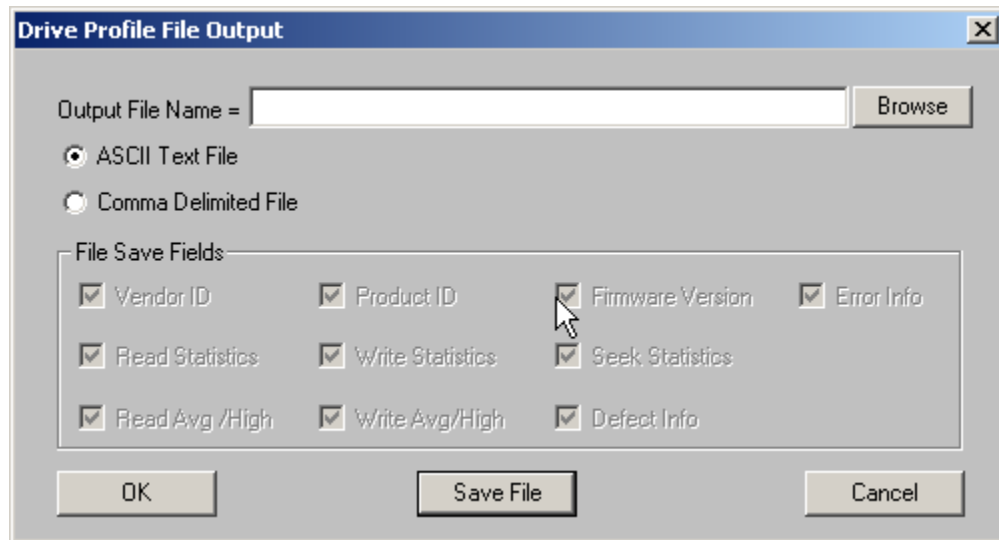 Drive Profile File Output
Output File Name = Browse
ASCII Text File
Comma Delimited File
File Save Fields
Vendor ID Product ID Firmware Version Error Info
Read Statistics Write Statistics Seek Statistics
Read Avg /High Write Avg/High Defect Info
OK Save File Cancel